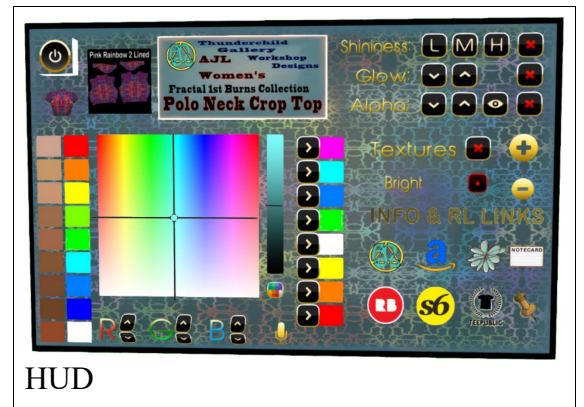 Pink Rainbow 2 Lined
Thunderchild
Gallery
AJL Workshop
Designs
Women's
Fractal 1st Burns Collection
Polo Neck Crop Top
Shininess: L M H
Glow:
Alpha:
Textures
Bright
INFO & RL LINKS
a
NOTECARD
RB
s6
TEEPUBLIC
R G B
HUD